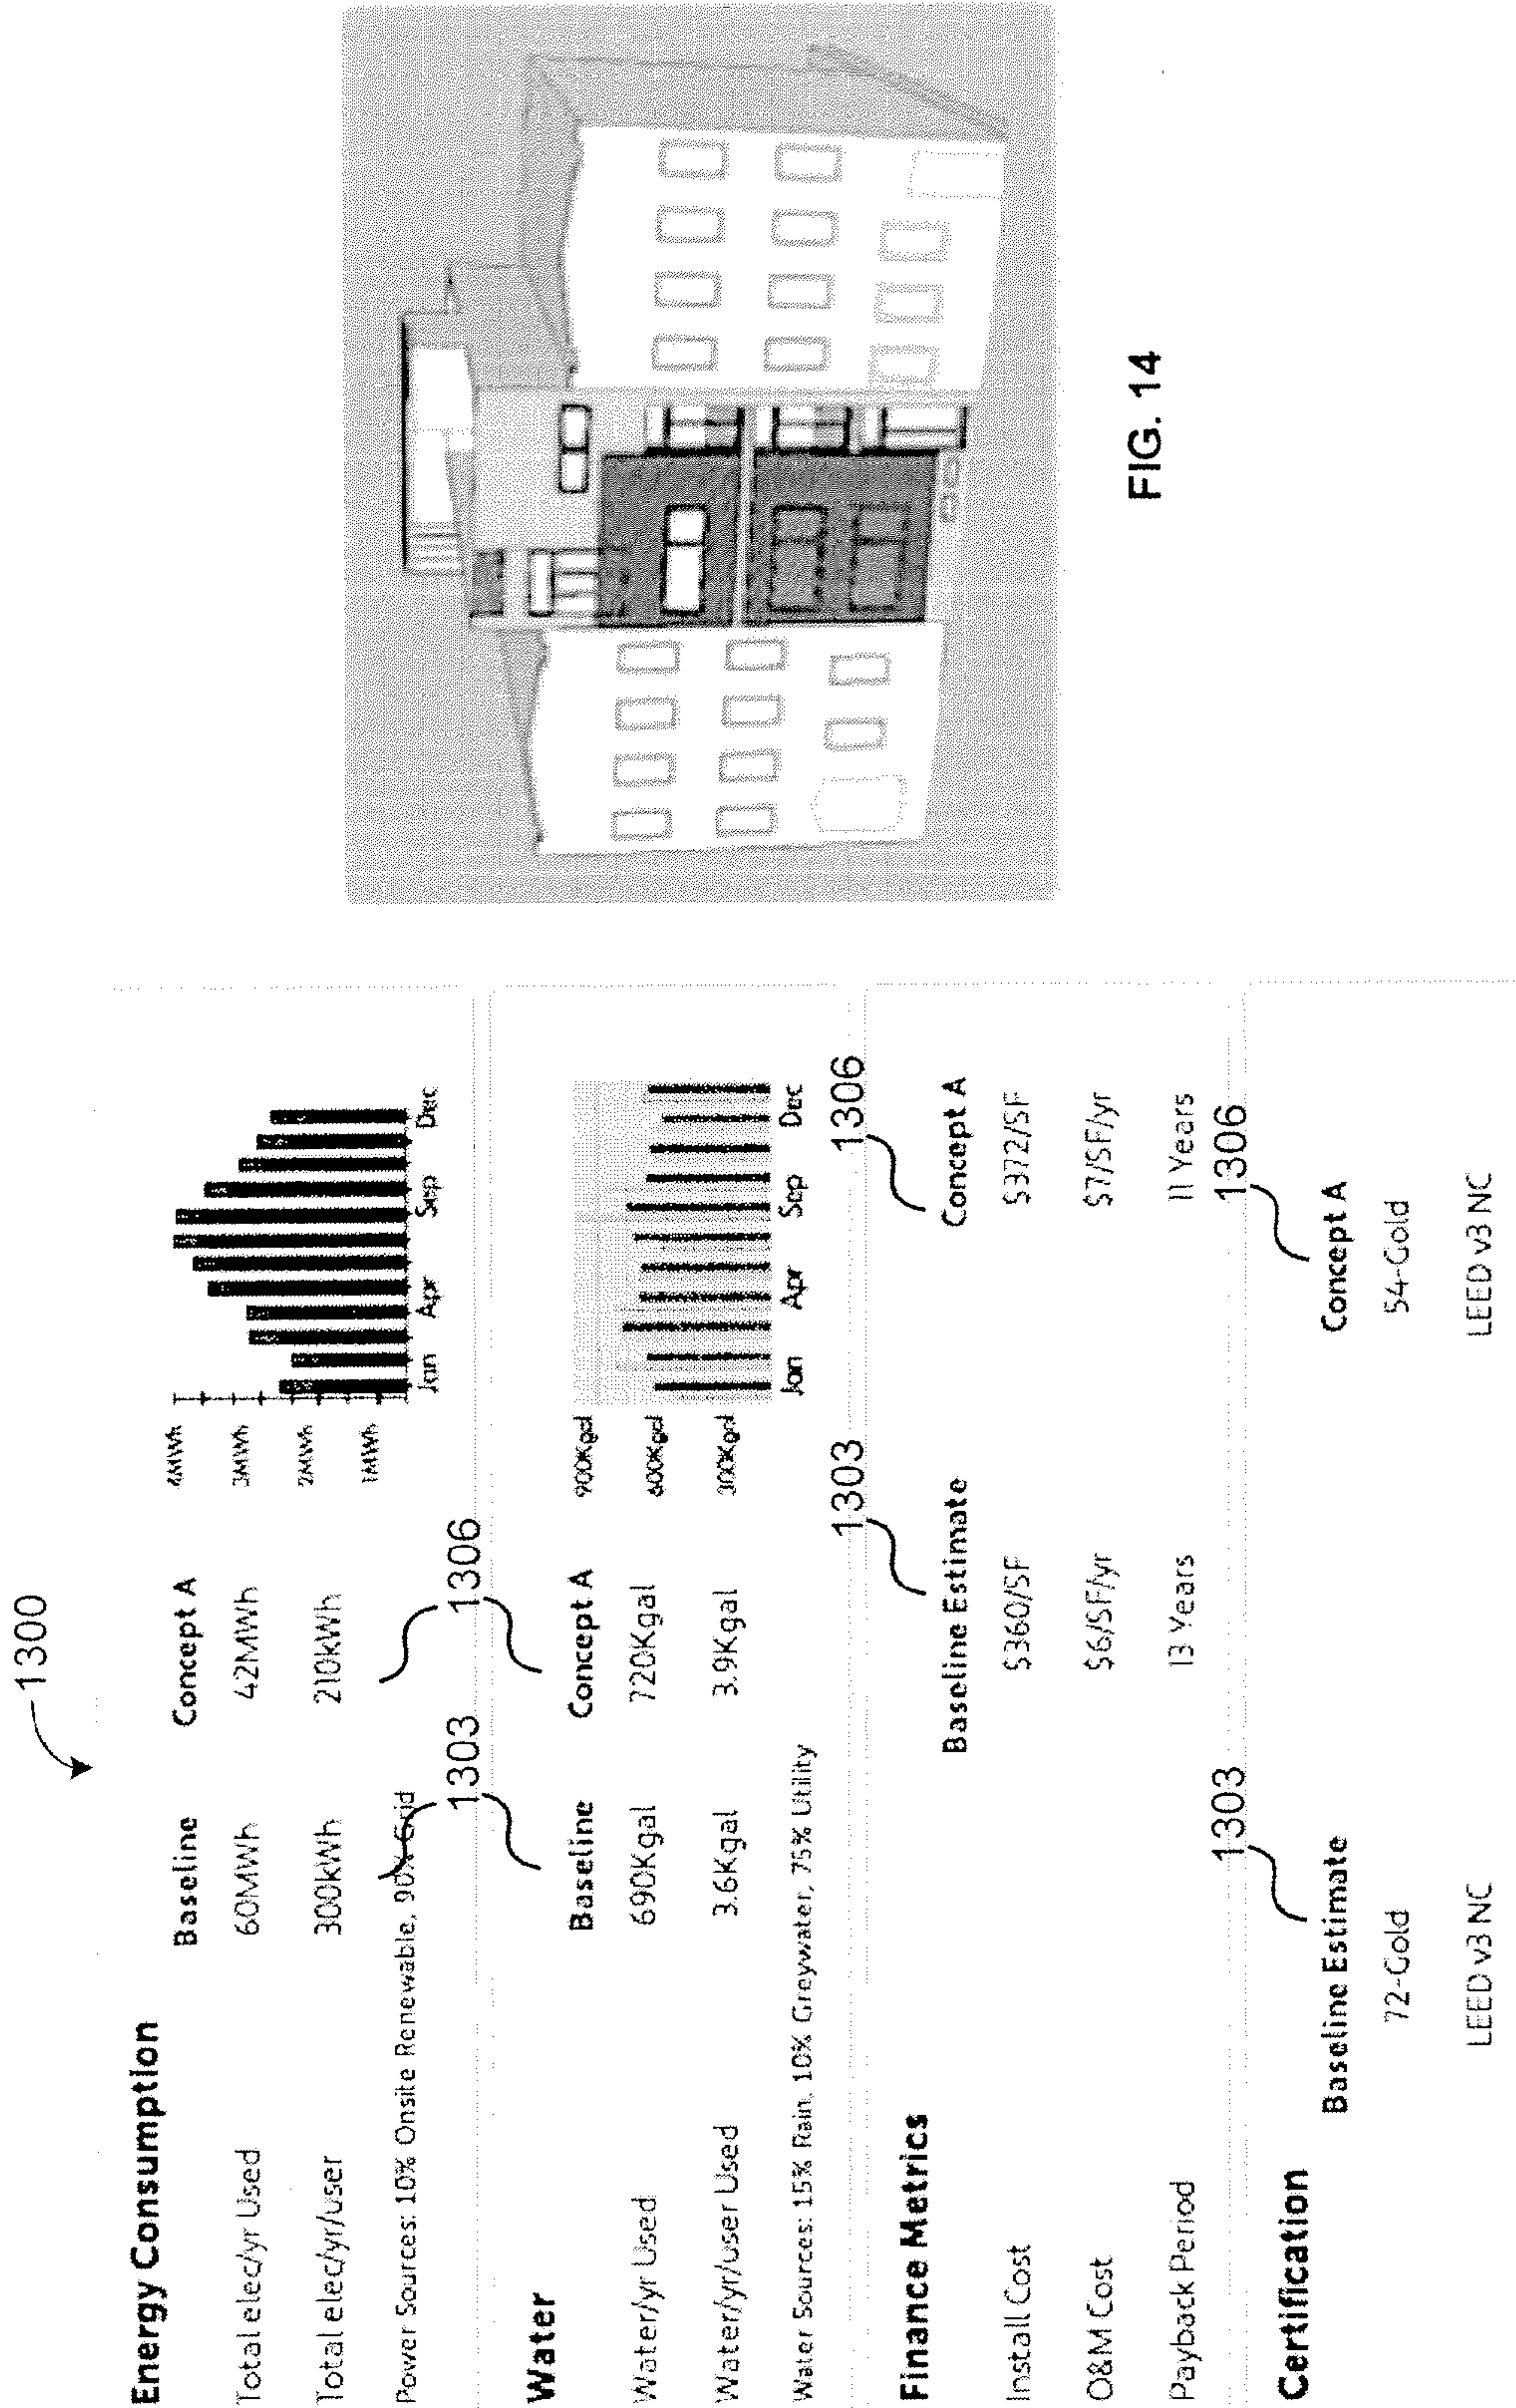 1300
Energy Consumption
Baseline Concept A
Total elec/yr Used 60MWh 42MWh
Total elec/yr/user 300kWh 210kWh
Power Sources: 10% Onsite Renewable, 90% Grid
4MWh
3MWh
2MWh
1MWh
Jan Apr Sep Dec
1303 1306
Water
Baseline Concept A
Water/yr Used 690Kgal 720Kgal
Water/yr/user Used 3.6Kgal 3.9Kgal
Water Sources: 15% Rain, 10% Greywater, 75% Utility
900Kgal
600Kgal
300Kgal
Jan Apr Sep Dec
1303 1306
Finance Metrics
Baseline Estimate Concept A
Install Cost $360/SF $372/SF
O&M Cost $6/SF/yr $7/SF/yr
Payback Period 13 Years 11 Years
1303 1306
Certification
Baseline Estimate Concept A
72-Gold 54-Gold
LEED v3 NC LEED v3 NC
FIG. 14